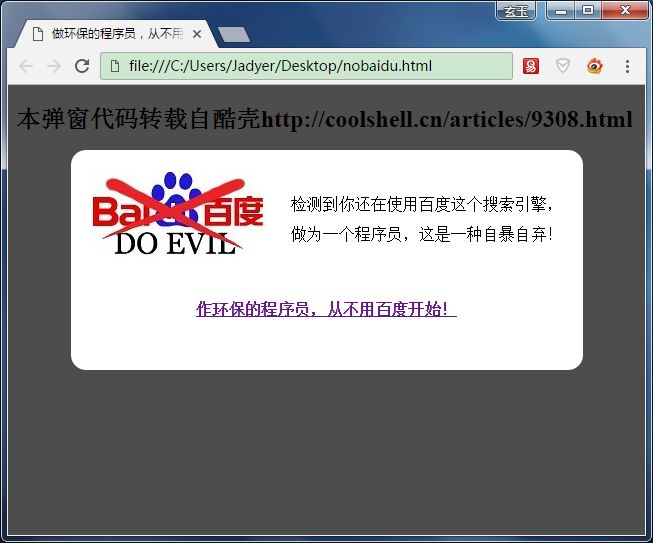 玄玉
做环保的程序员，从不用
file:///C:/Users/Jadyer/Desktop/nobaidu.html
本弹窗代码转载自酷壳http://coolshell.cn/articles/9308.html
Bai du 百度
DO EVIL
检测到你还在使用百度这个搜索引擎，
做为一个程序员，这是一种自暴自弃！
作环保的程序员，从不用百度开始！